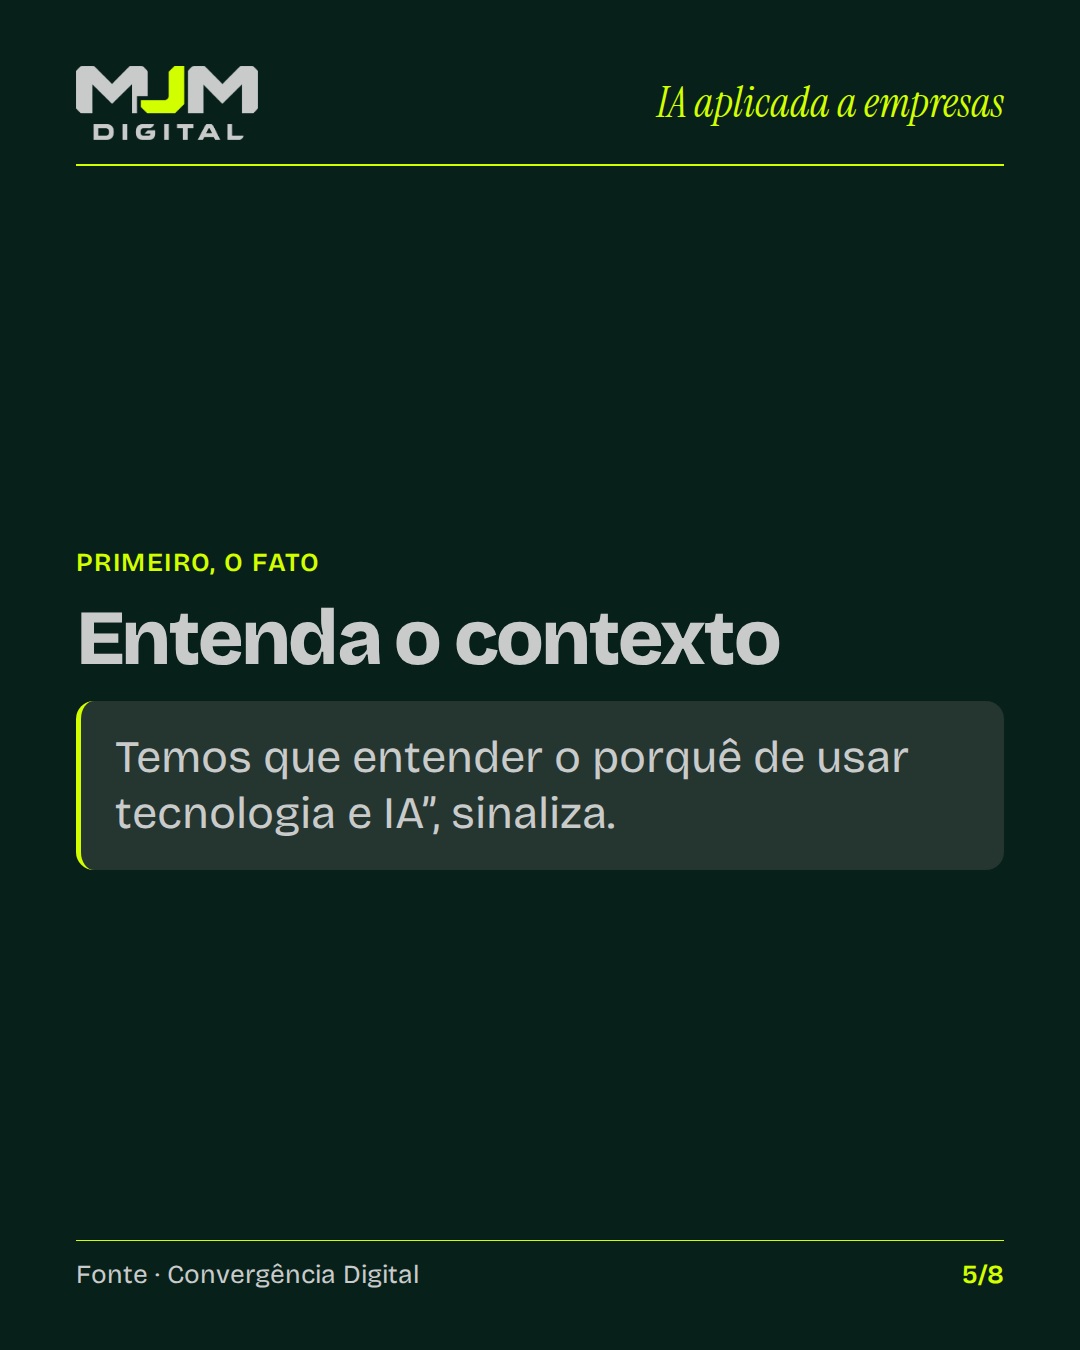 MJM
DIGITAL
IA aplicada a empresas
PRIMEIRO, O FATO
Entenda o contexto
Temos que entender o porquê de usar
tecnologia e IA”, sinaliza.
Fonte · Convergência Digital
5/8